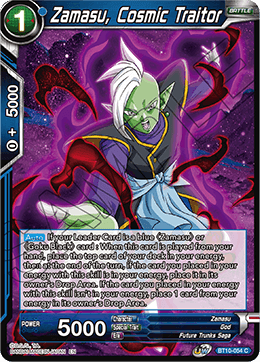 1
Zamasu, Cosmic Traitor
BATTLE
+ 5000
Auto If your Leader Card is a blue 《Zamasu》 or
《Goku Black》 card : When this card is played from your
hand, place the top card of your deck in your energy,
then at the end of the turn, if the card you placed in your
energy with this skill is in your energy, place it in its
owner's Drop Area. If the card you placed in your energy
with this skill isn't in your energy, place 1 card from your
energy in its owner's Drop Area.
POWER
5000
Character
Zamasu
Special Trait
God
Era
Future Trunks Saga
BT10-054 C